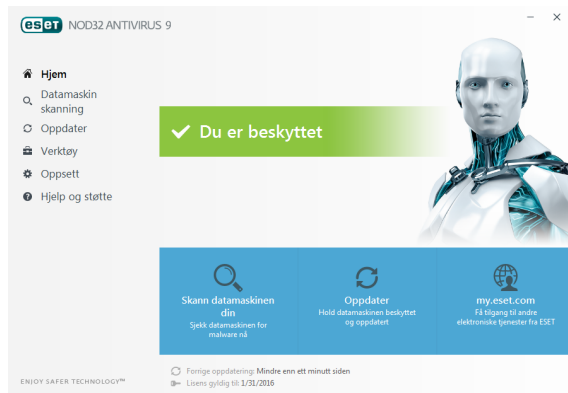 eset NOD32 ANTIVIRUS 9
Hjem
Datamaskin
skanning
Oppdater
Verktøy
Oppsett
Hjelp og støtte
Du er beskyttet
Skann datamaskinen
din
Sjekk datamaskinen for
malware nå
Oppdater
Hold datamaskinen beskyttet
og oppdatert
my.eset.com
Få tilgang til andre
elektroniske tjenester fra ESET
Forrige oppdatering: Mindre enn ett minutt siden
Lisens gyldig til: 1/31/2016
ENJOY SAFER TECHNOLOGY™